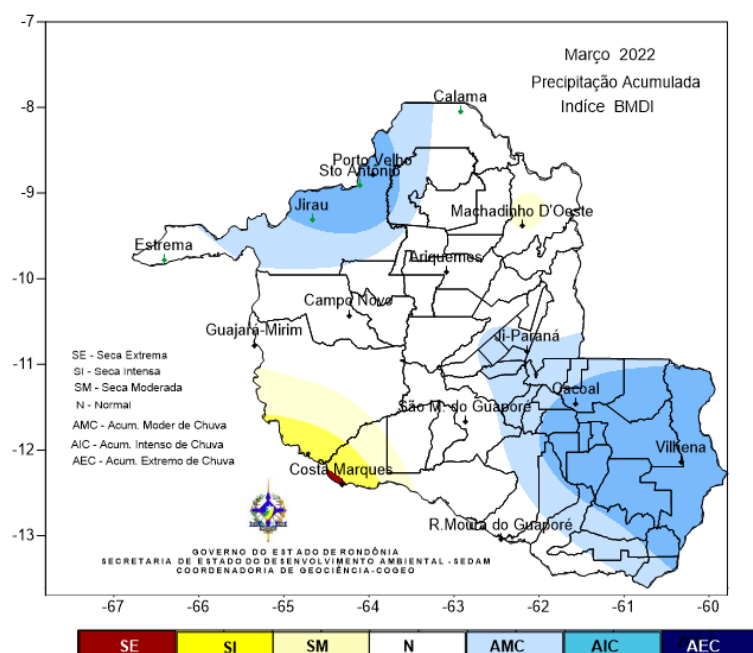 Março 2022
Precipitação Acumulada
Indíce BMDI
-7
-8
-9
-10
-11
-12
-13
Calama
Porto Velho
Sto Antônio
Jirau
Machadinho D'Oeste
Estrema
Ariquemes
Campo Novo
Guajará-Mirim
Ji-Paraná
SE - Seca Extrema
SI - Seca Intensa
SM - Seca Moderada
N - Normal
AMC - Acum. Moder de Chuva
AIC - Acum. Intenso de Chuva
AEC - Acum. Extremo de Chuva
Cacoal
São M. do Guaporé
Vilhena
Costa Marques
R.Moura do Guaporé
GOVERNO DO ESTADO DE RONDÔNIA
SECRETARIA DE ESTADO DO DESENVOLVIMENTO AMBIENTAL - SEDAM
COORDENADORIA DE GEOCIÊNCIA-COGEO
-67 -66 -65 -64 -63 -62 -61 -60
SE SI SM N AMC AIC AEC